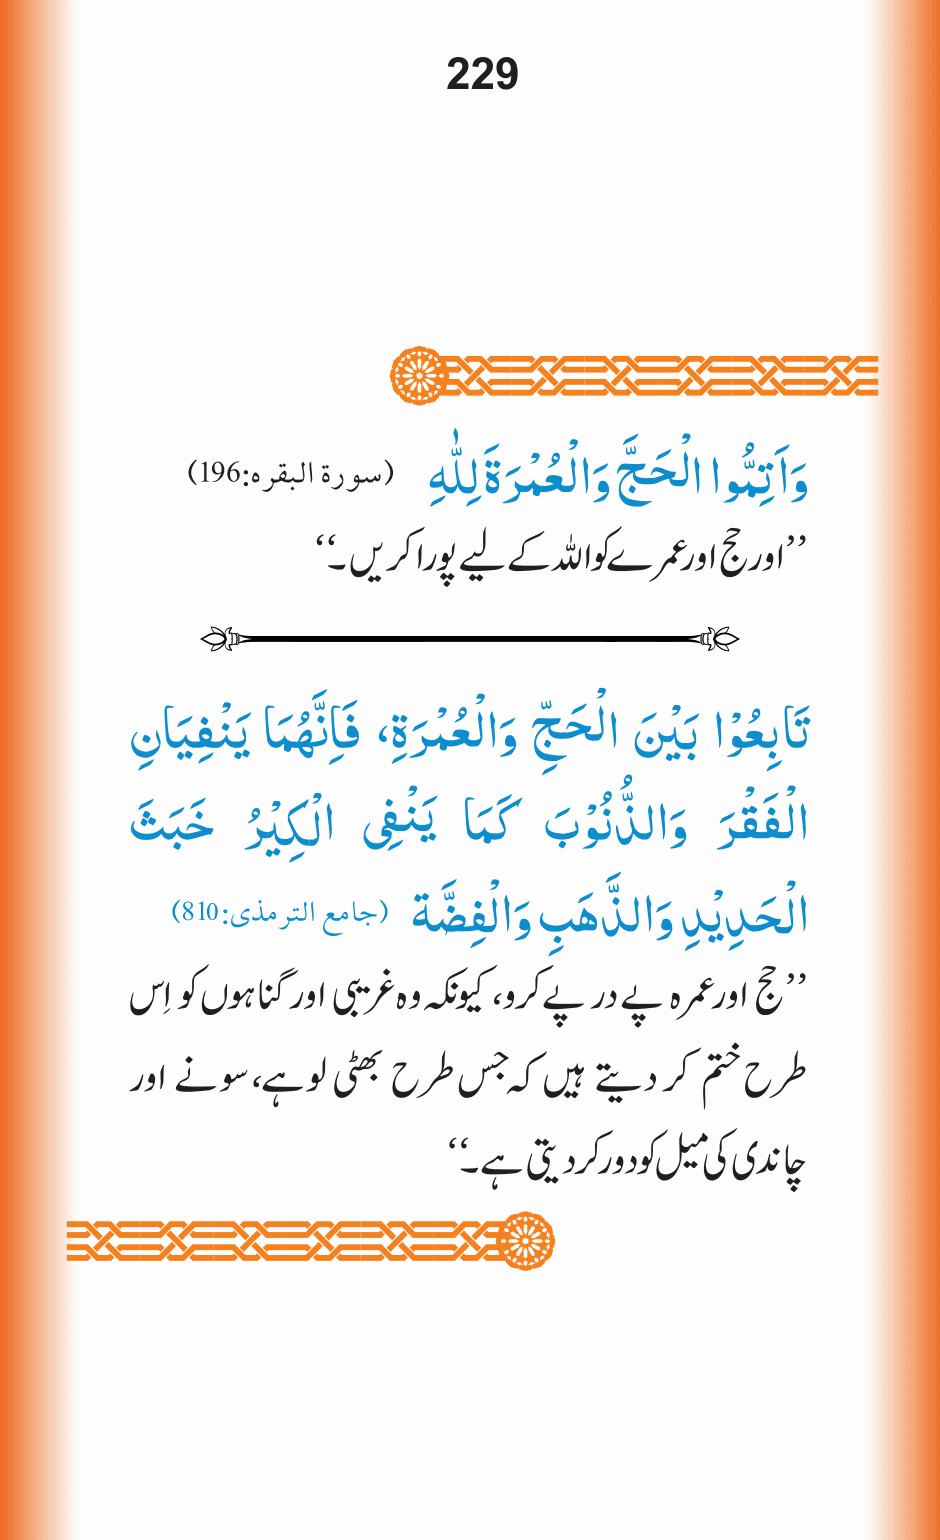 229
وَاَتِمُّوا الْحَجَّ وَالْعُمْرَةَ لِلّٰهِ (سورۃ البقرہ:196)
’’اور حج اور عمرے کو اللہ کے لیے پورا کریں۔‘‘
تَابِعُوْا بَيْنَ الْحَجِّ وَالْعُمْرَةِ، فَاِنَّهُمَا يَنْفِيَانِ
الْفَقْرَ وَالذُّنُوْبَ كَمَا يَنْفِی الْكِيْرُ خَبَثَ
الْحَدِيْدِ وَالذَّهَبِ وَالْفِضَّة (جامع الترمذی:810)
’’حج اور عمرہ پے در پے کرو، کیونکہ وہ غریبی اور گناہوں کو اِس
طرح ختم کر دیتے ہیں کہ جس طرح بھٹی لوہے، سونے اور
چاندی کی میل کو دور کر دیتی ہے۔‘‘